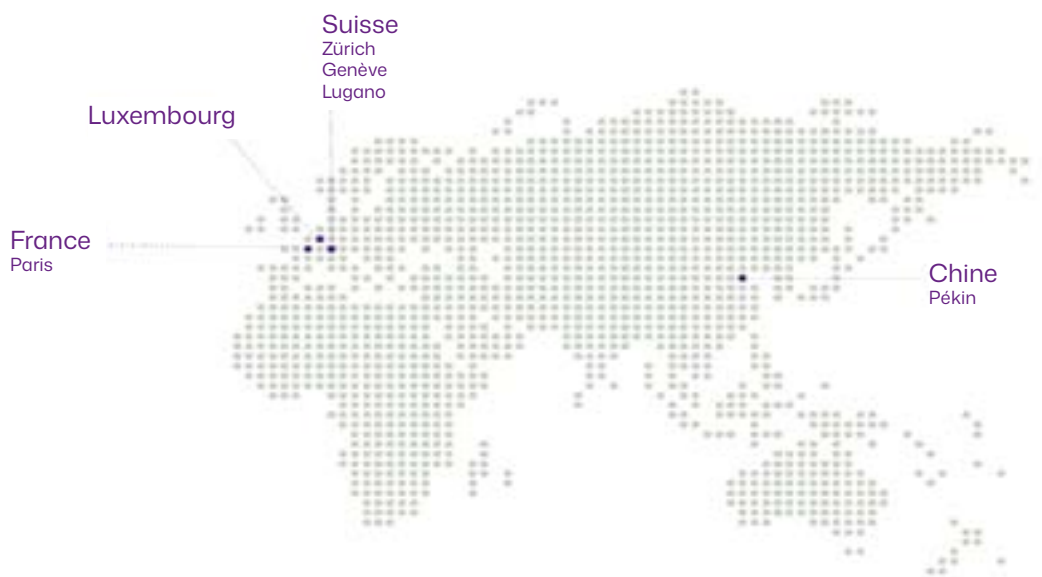 Suisse
Zürich
Genève
Lugano
Luxembourg
France
Paris
Chine
Pékin